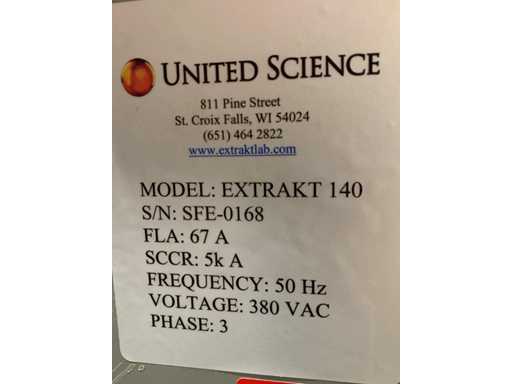 UNITED SCIENCE
811 Pine Street
St. Croix Falls, WI 54024
(651) 464 2822
www.extraktlab.com
MODEL: EXTRAKT 140
S/N: SFE-0168
FLA: 67 A
SCCR: 5k A
FREQUENCY: 50 Hz
VOLTAGE: 380 VAC
PHASE: 3